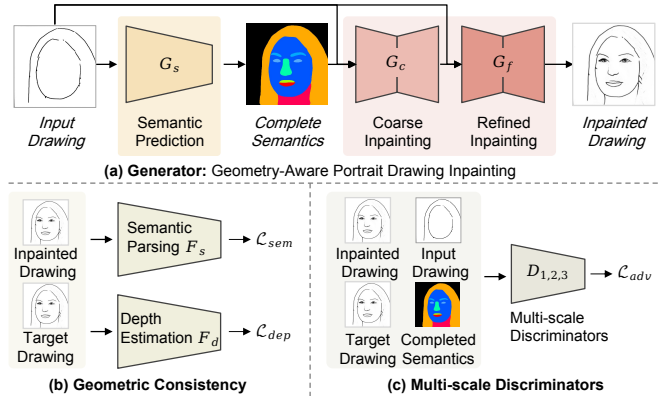 G_s
G_c
G_f
Input
Drawing
Semantic
Prediction
Complete
Semantics
Coarse
Inpainting
Refined
Inpainting
Inpainted
Drawing
(a) Generator: Geometry-Aware Portrait Drawing Inpainting
Inpainted
Drawing
Semantic
Parsing F_s
L_sem
Target
Drawing
Depth
Estimation F_d
L_dep
(b) Geometric Consistency
Inpainted
Drawing
Input
Drawing
Target
Drawing
Completed
Semantics
D_1,2,3
Multi-scale
Discriminators
L_adv
(c) Multi-scale Discriminators